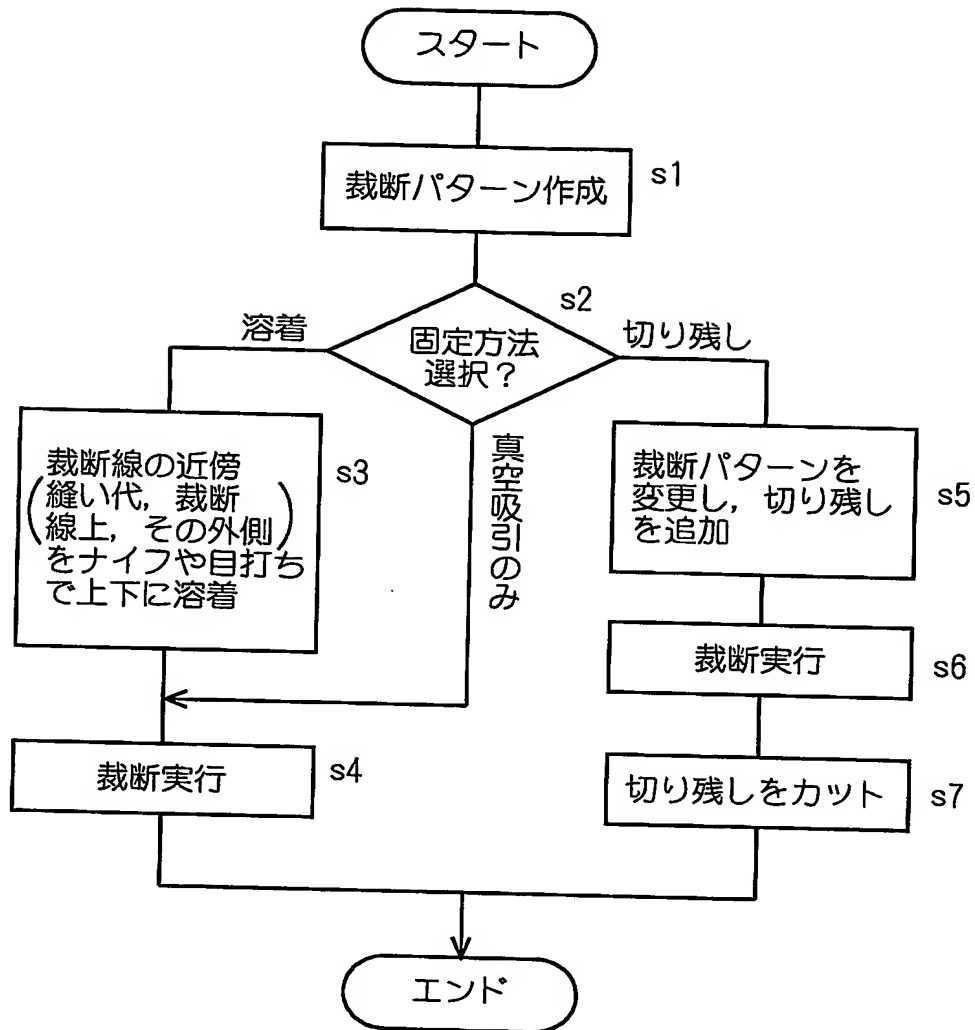 スタート
裁断パターン作成
s1
s2
溶着
固定方法
選択？
切り残し
真空吸引のみ
裁断線の近傍
(縫い代，裁断
線上，その外側)
をナイフや目打ち
で上下に溶着
s3
裁断パターンを
変更し，切り残し
を追加
s5
裁断実行
s6
裁断実行
s4
切り残しをカット
s7
エンド